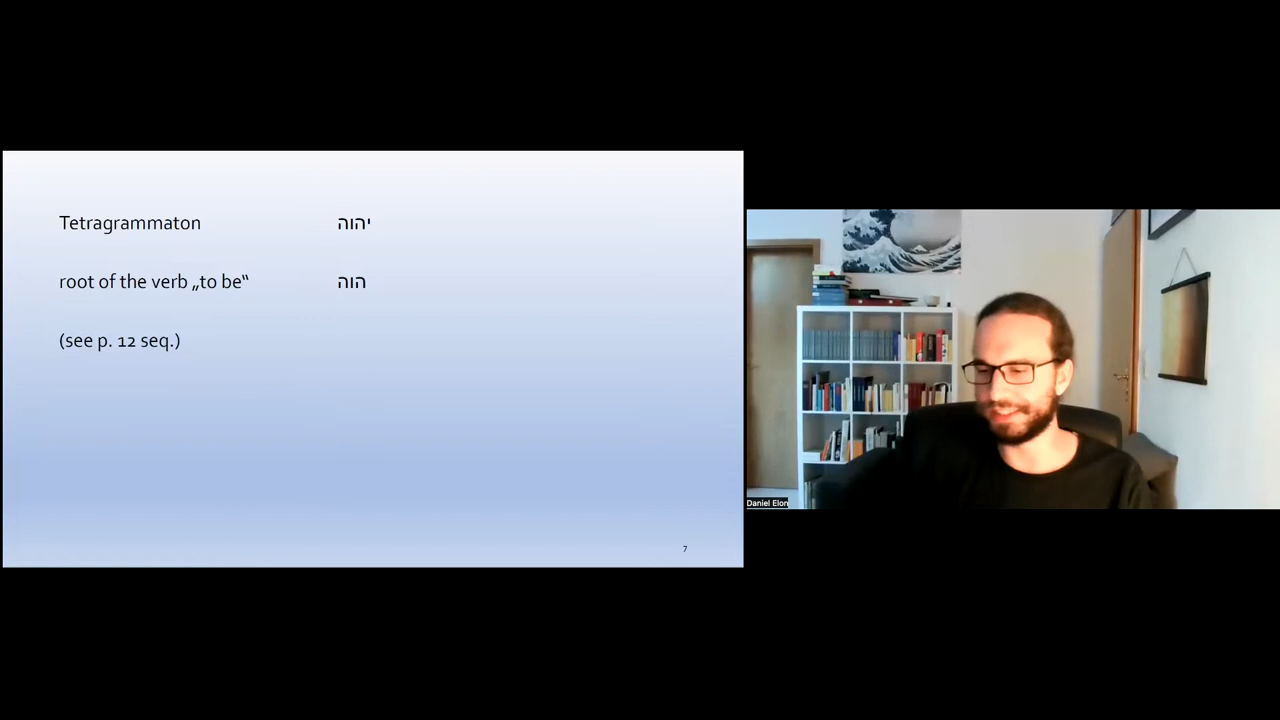 Tetragrammaton יהוה
root of the verb „to be“ הוה
(see p. 12 seq.)
7
Daniel Elon